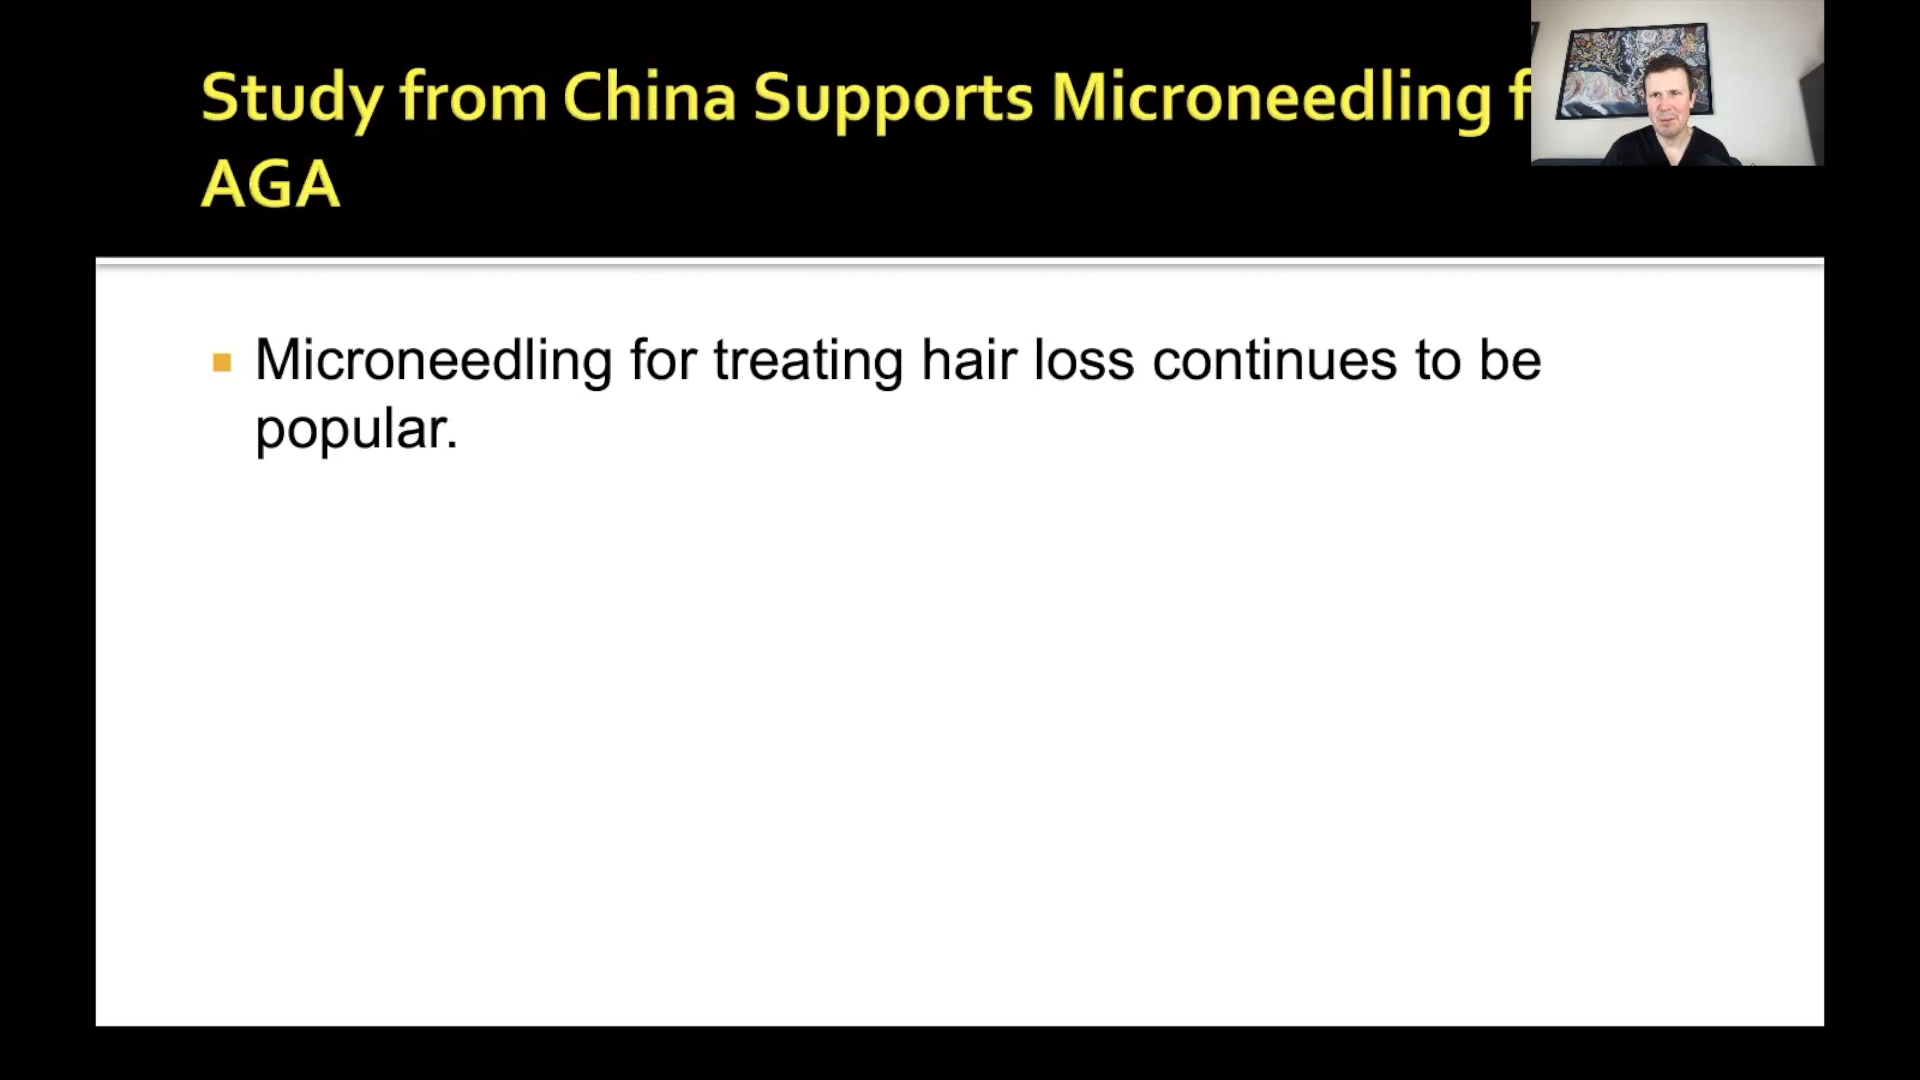 Study from China Supports Microneedling f
AGA
Microneedling for treating hair loss continues to be
popular.